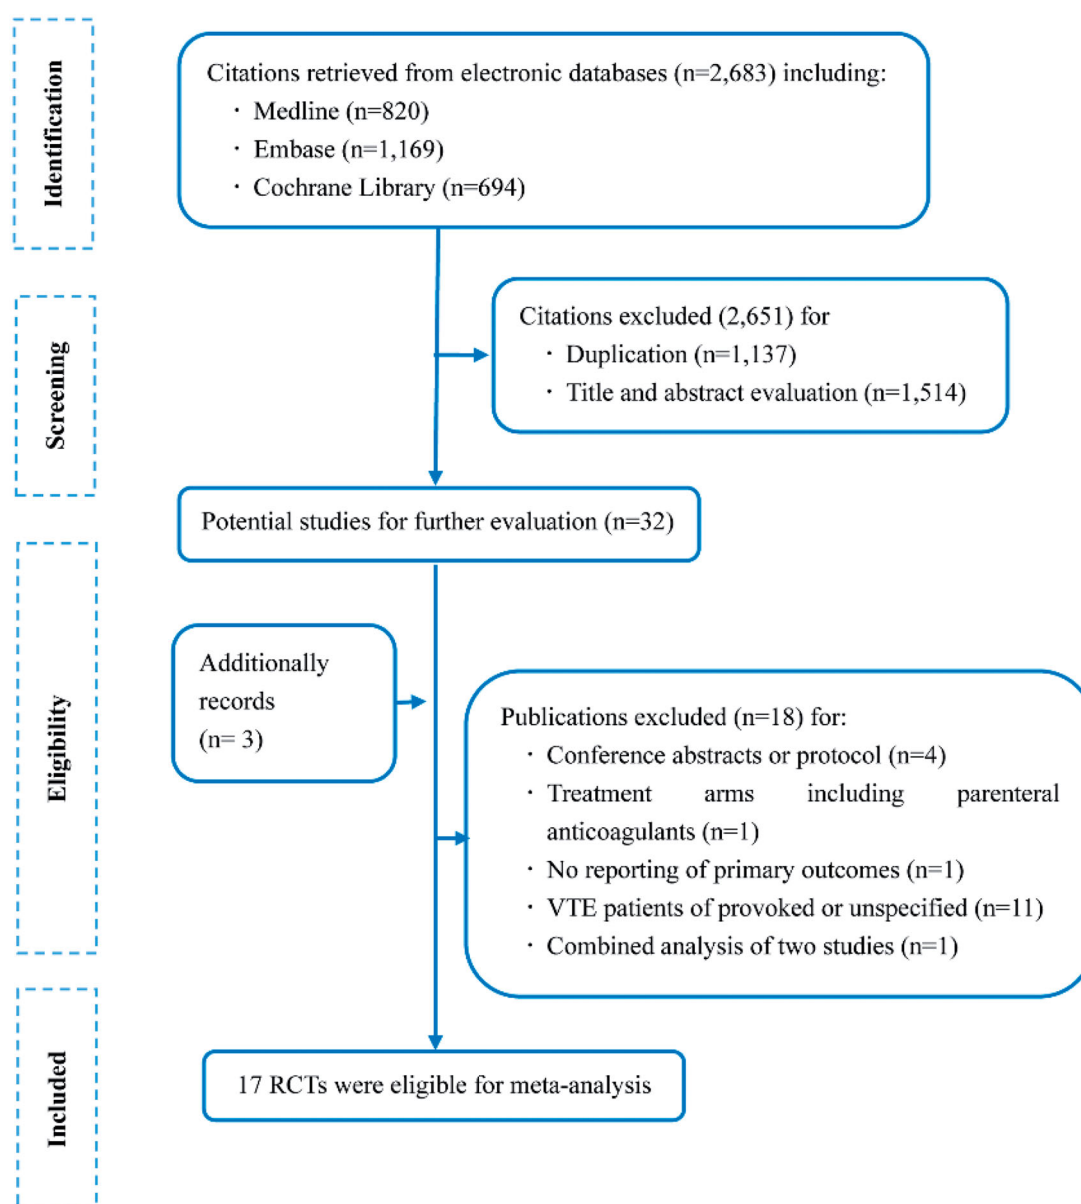 Identification
Citations retrieved from electronic databases (n=2,683) including:
· Medline (n=820)
· Embase (n=1,169)
· Cochrane Library (n=694)
Screening
Citations excluded (2,651) for
· Duplication (n=1,137)
· Title and abstract evaluation (n=1,514)
Potential studies for further evaluation (n=32)
Eligibility
Additionally
records
(n= 3)
Publications excluded (n=18) for:
· Conference abstracts or protocol (n=4)
· Treatment arms including parenteral
anticoagulants (n=1)
· No reporting of primary outcomes (n=1)
· VTE patients of provoked or unspecified (n=11)
· Combined analysis of two studies (n=1)
Included
17 RCTs were eligible for meta-analysis